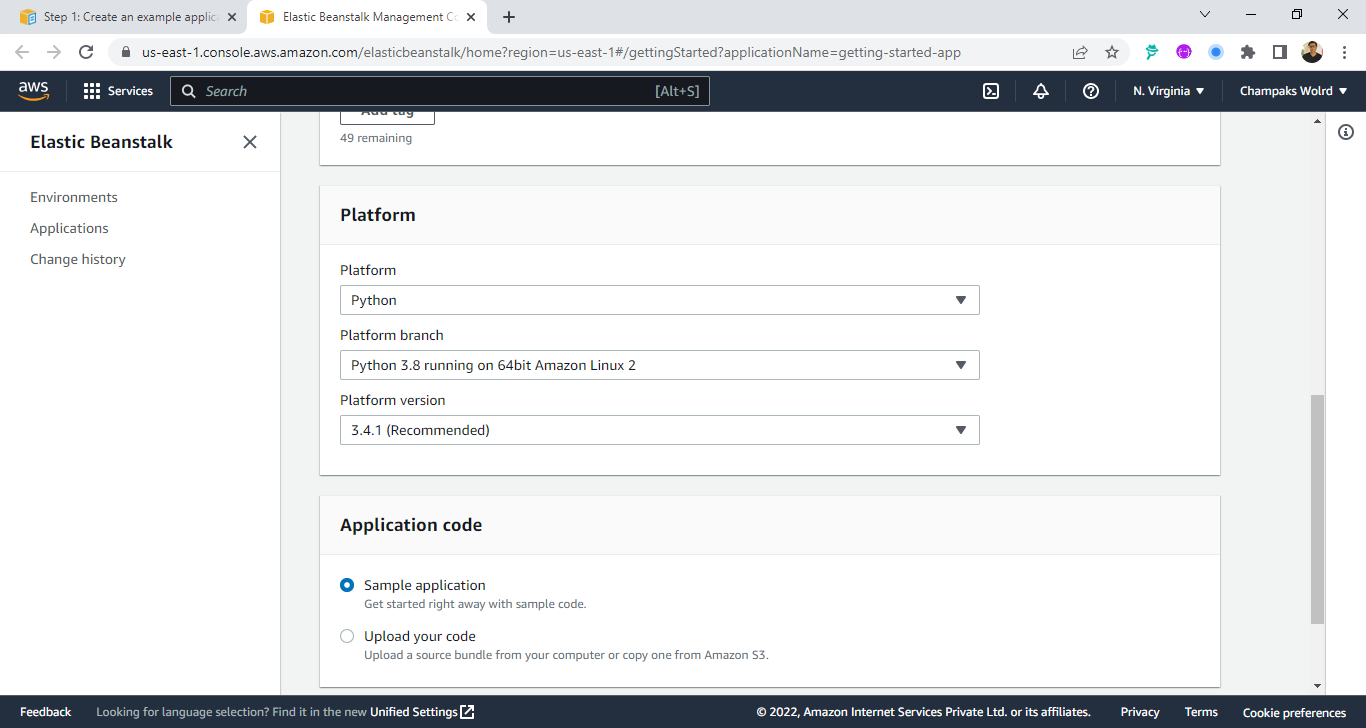 Step 1: Create an example applic
Elastic Beanstalk Management Co
us-east-1.console.aws.amazon.com/elasticbeanstalk/home?region=us-east-1#/gettingStarted?applicationName=getting-started-app
aws
Services
Search
[Alt+S]
N. Virginia
Champaks Wolrd
Elastic Beanstalk
Environments
Applications
Change history
Add tag
49 remaining
Platform
Platform
Python
Platform branch
Python 3.8 running on 64bit Amazon Linux 2
Platform version
3.4.1 (Recommended)
Application code
Sample application
Get started right away with sample code.
Upload your code
Upload a source bundle from your computer or copy one from Amazon S3.
Feedback
Looking for language selection? Find it in the new Unified Settings
© 2022, Amazon Internet Services Private Ltd. or its affiliates.
Privacy
Terms
Cookie preferences